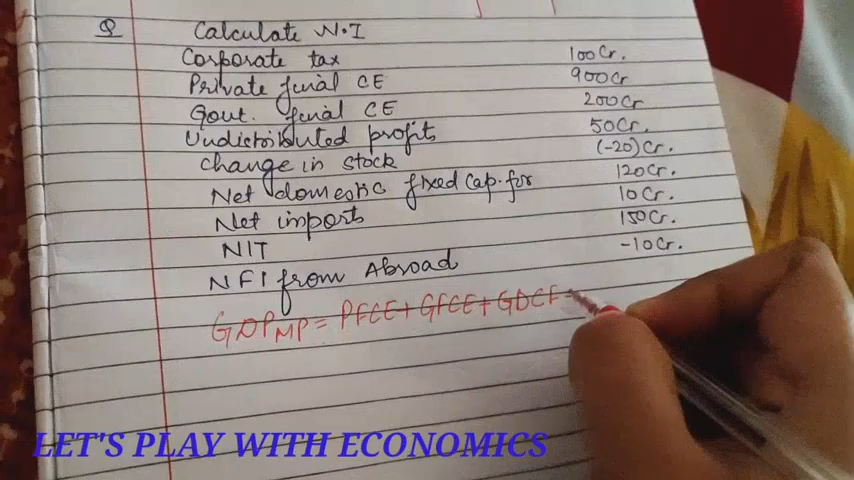 Q Calculate N.I
Corporate tax 100 Cr.
Private final CE 900 Cr
Gout. final CE 200 Cr
Undistributed profits 50 Cr.
change in stock (-20) Cr.
Net domestic fixed Cap. for 120 Cr.
Net imports 10 Cr.
NIT 150 Cr.
NFI from Abroad -10 Cr.
GDPMP = PFCE + GFCE + GDCF
LET'S PLAY WITH ECONOMICS